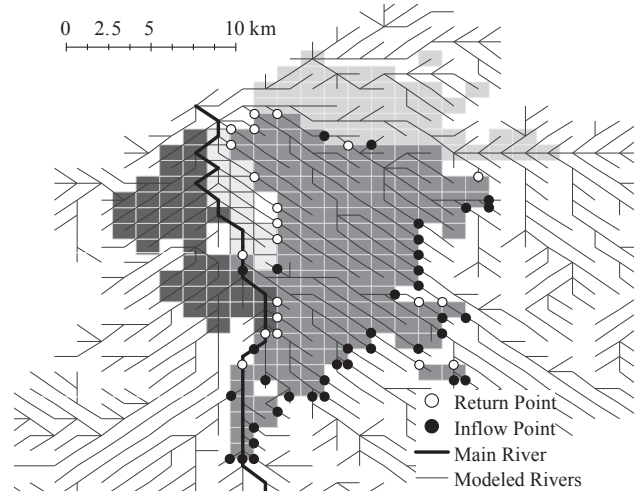 0 2.5 5 10 km
Return Point
Inflow Point
Main River
Modeled Rivers